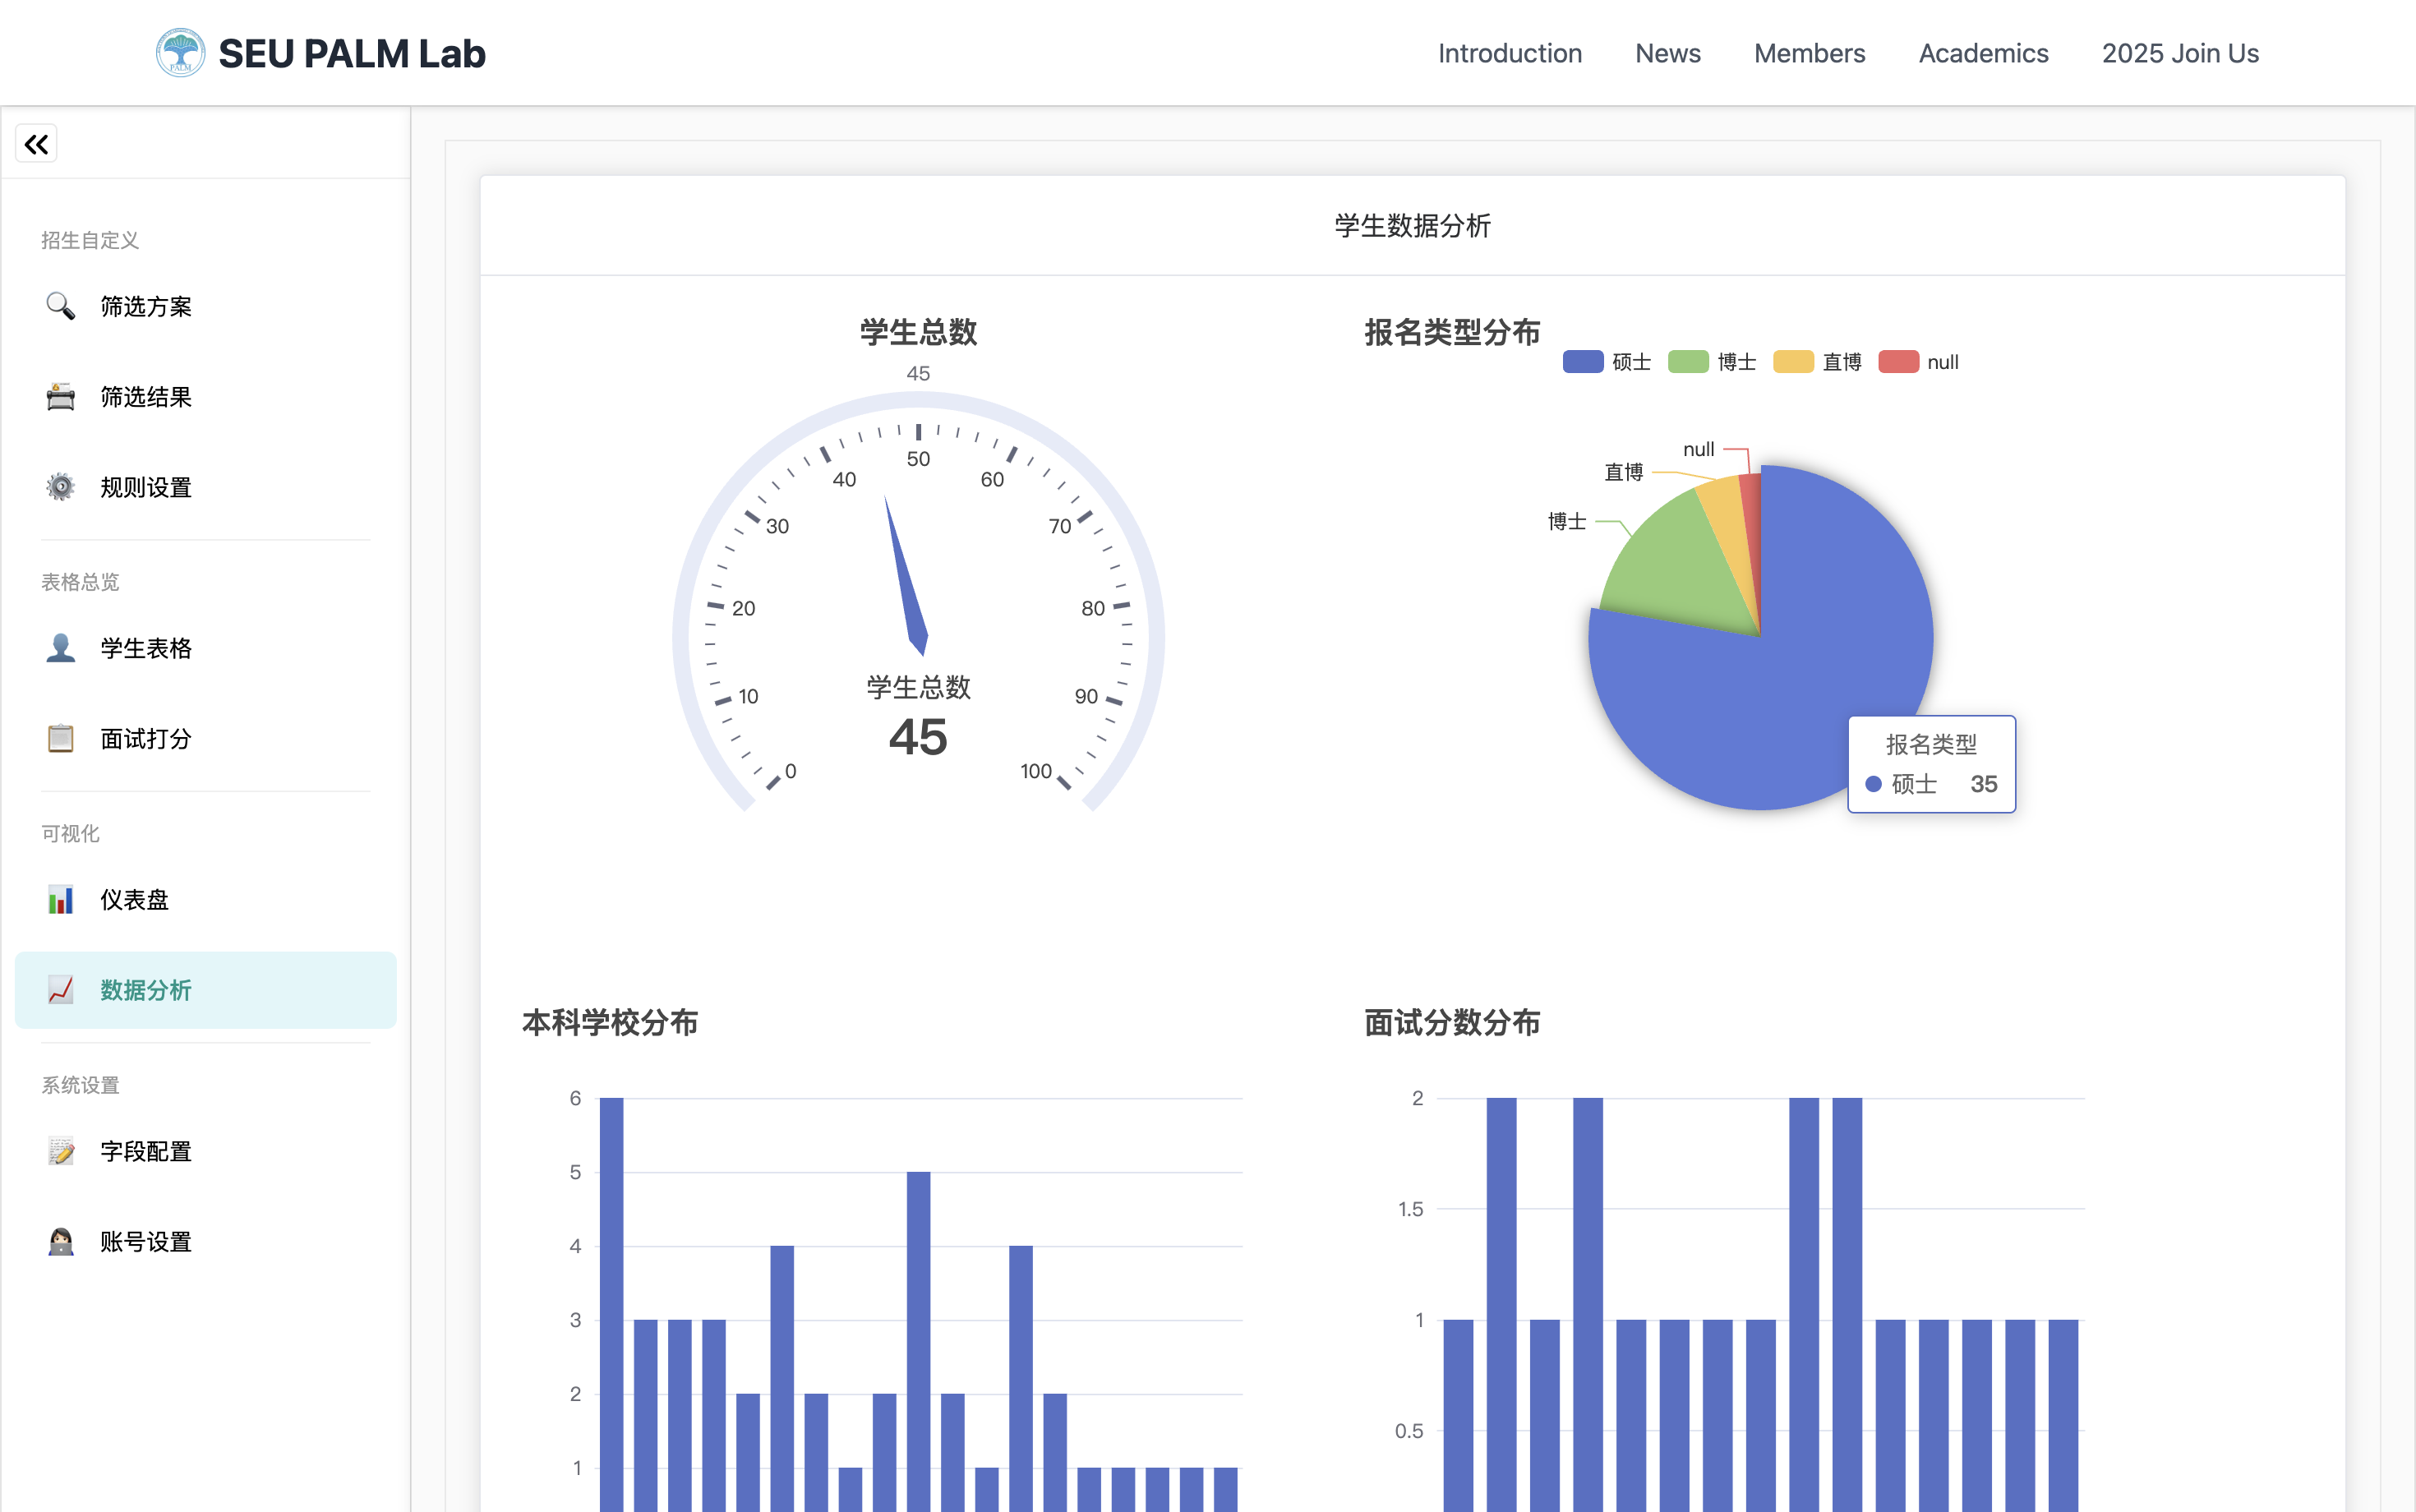 SEU PALM Lab
Introduction News Members Academics 2025 Join Us
招生自定义
筛选方案
筛选结果
规则设置
表格总览
学生表格
面试打分
可视化
仪表盘
数据分析
系统设置
字段配置
账号设置
学生数据分析
学生总数
45
0
10
20
30
40
50
60
70
80
90
100
学生总数
45
报名类型分布
硕士 博士 直博 null
null
直博
博士
报名类型
硕士 35
本科学校分布
6
5
4
3
2
1
面试分数分布
2
1.5
1
0.5